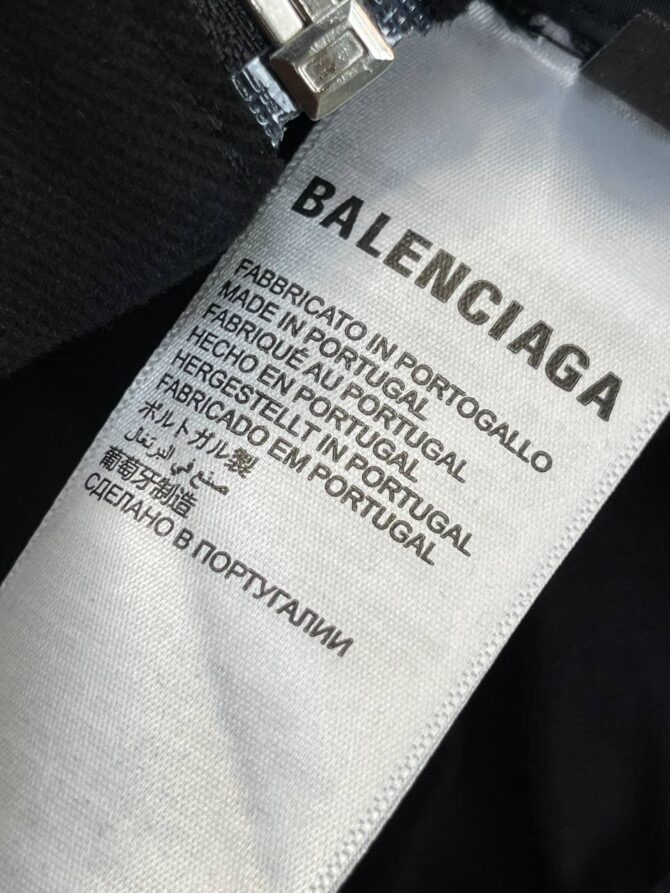 BALENCIAGA
FABBRICATO IN PORTOGALLO
MADE IN PORTUGAL
FABRIQUÉ AU PORTUGAL
HECHO EN PORTUGAL
HERGESTELLT IN PORTUGAL
FABRICADO EM PORTUGAL
ポルトガル製
صنع في البرتغال
葡萄牙制造
СДЕЛАНО В ПОРТУГАЛИИ